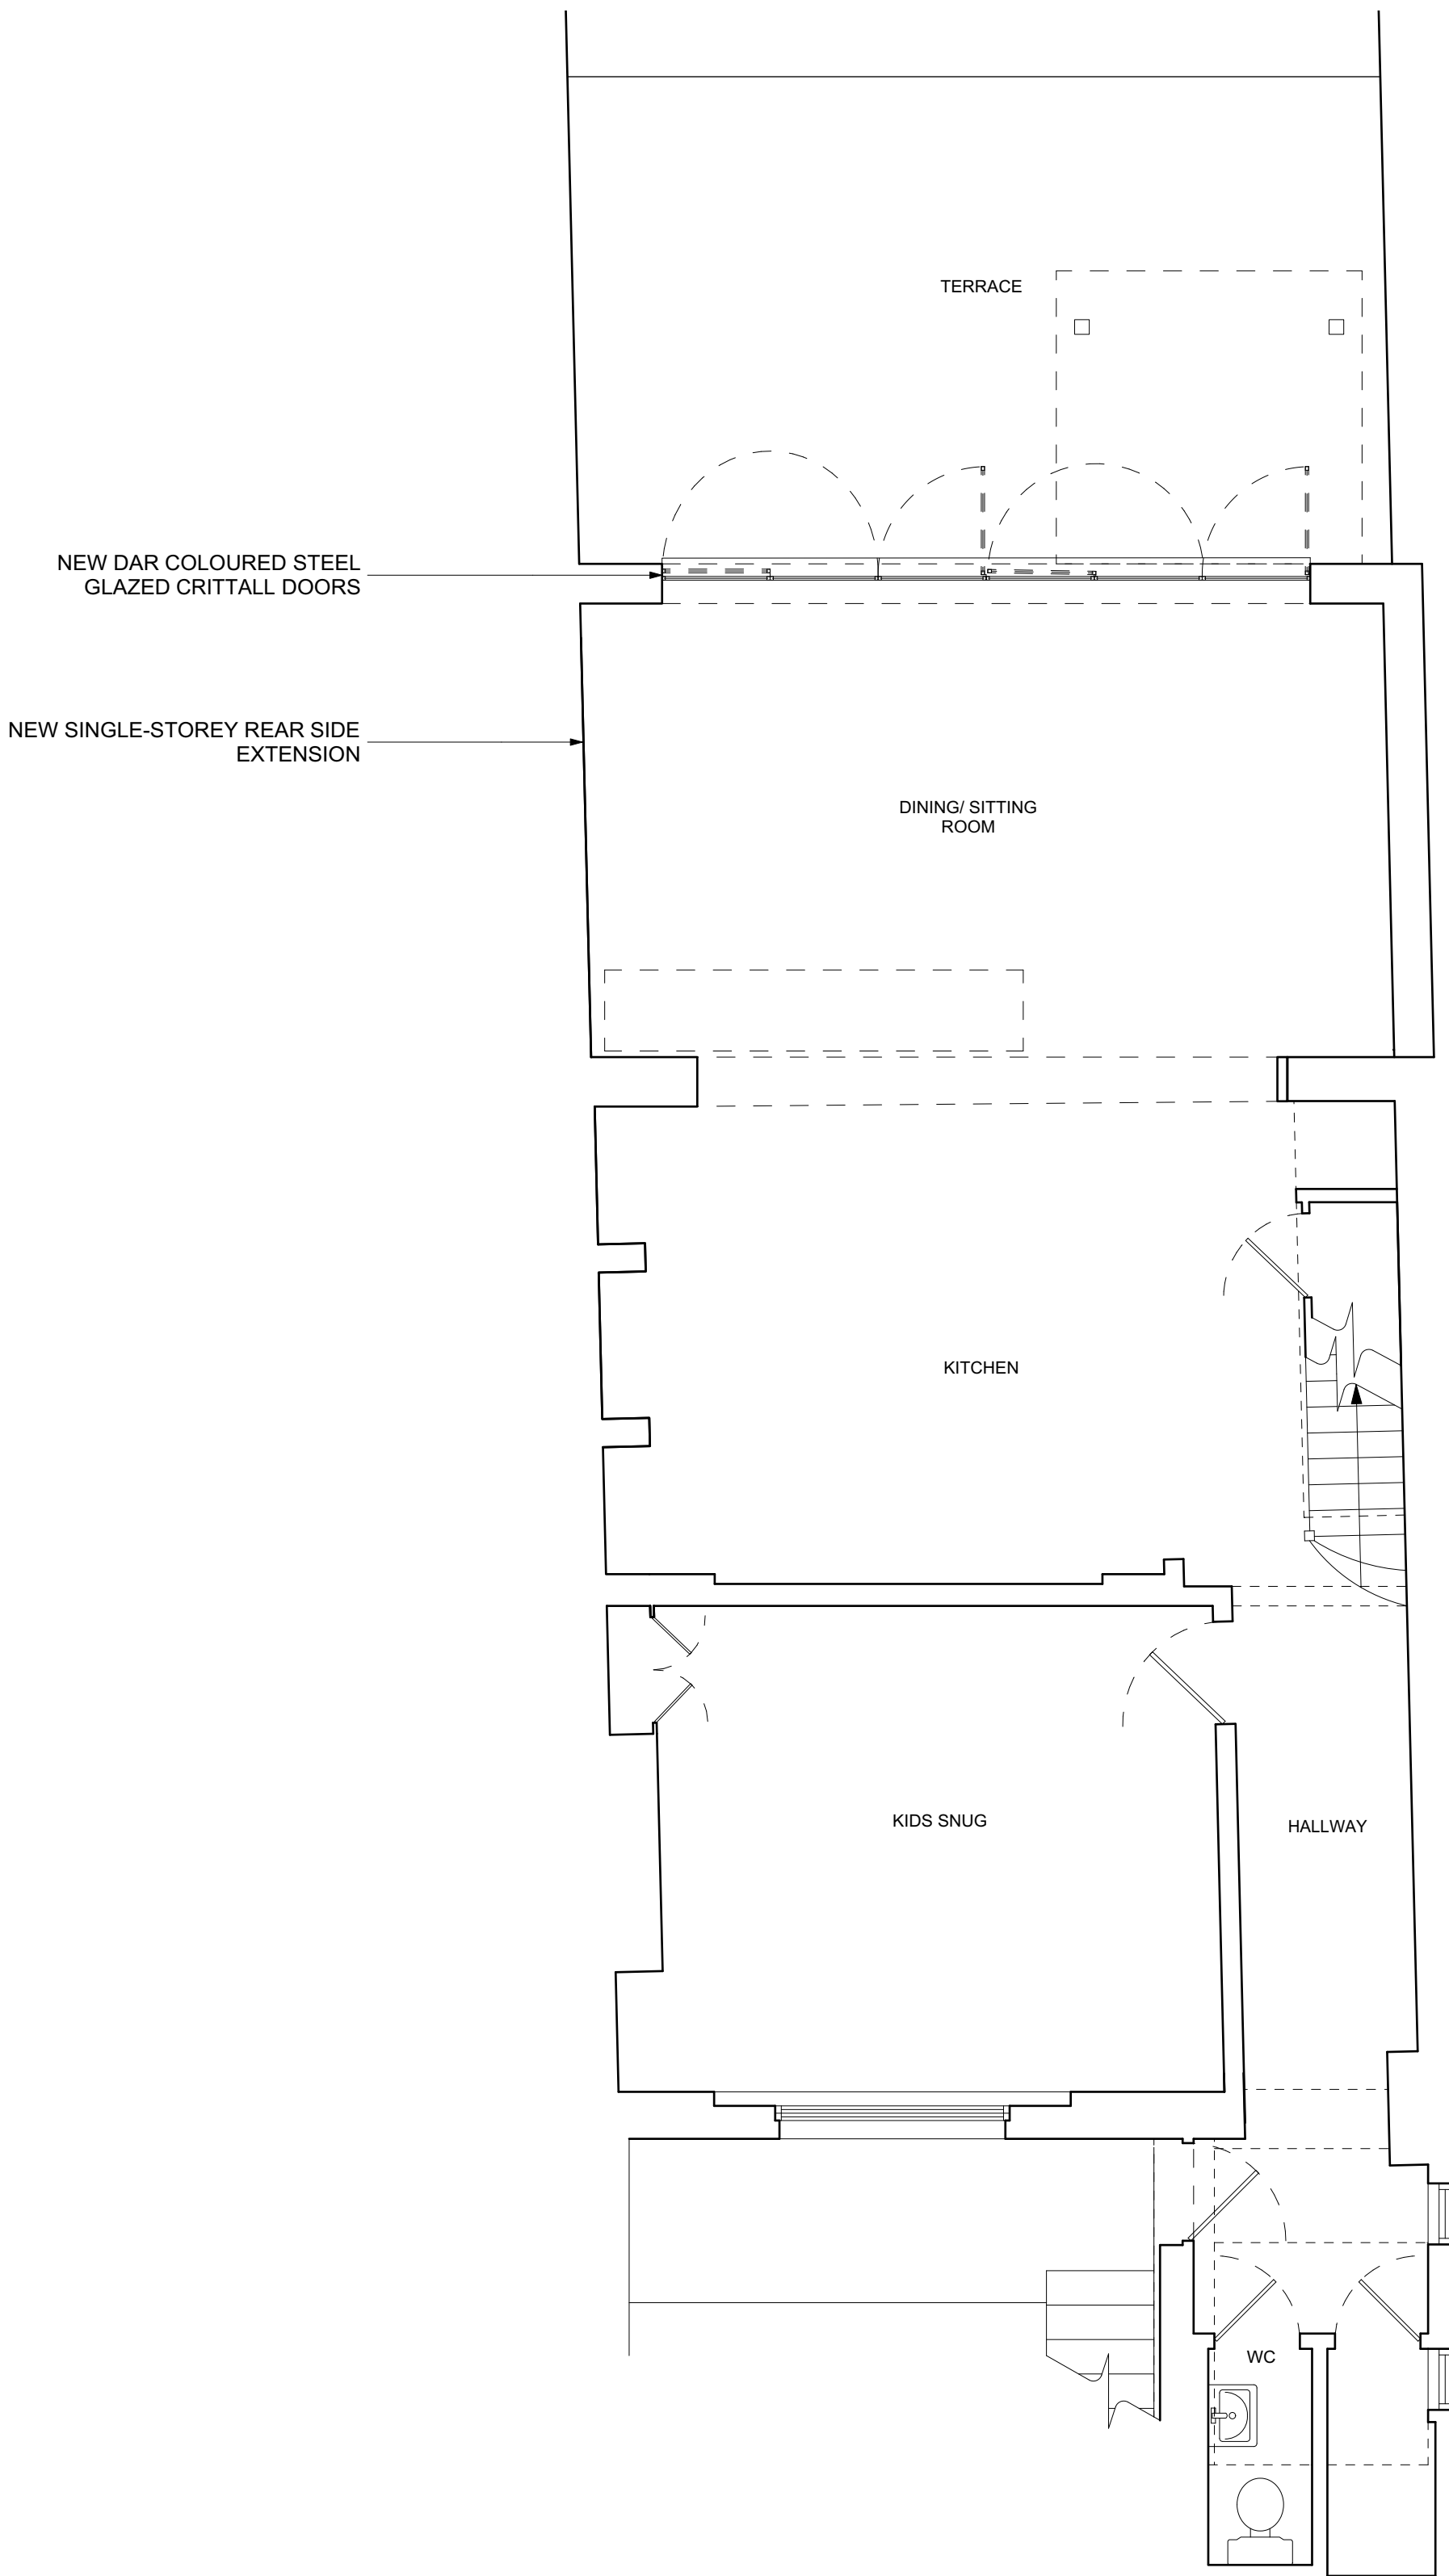 TERRACE
NEW DAR COLOURED STEEL
GLAZED CRITTALL DOORS
NEW SINGLE-STOREY REAR SIDE
EXTENSION
DINING/ SITTING
ROOM
KITCHEN
KIDS SNUG
HALLWAY
WC